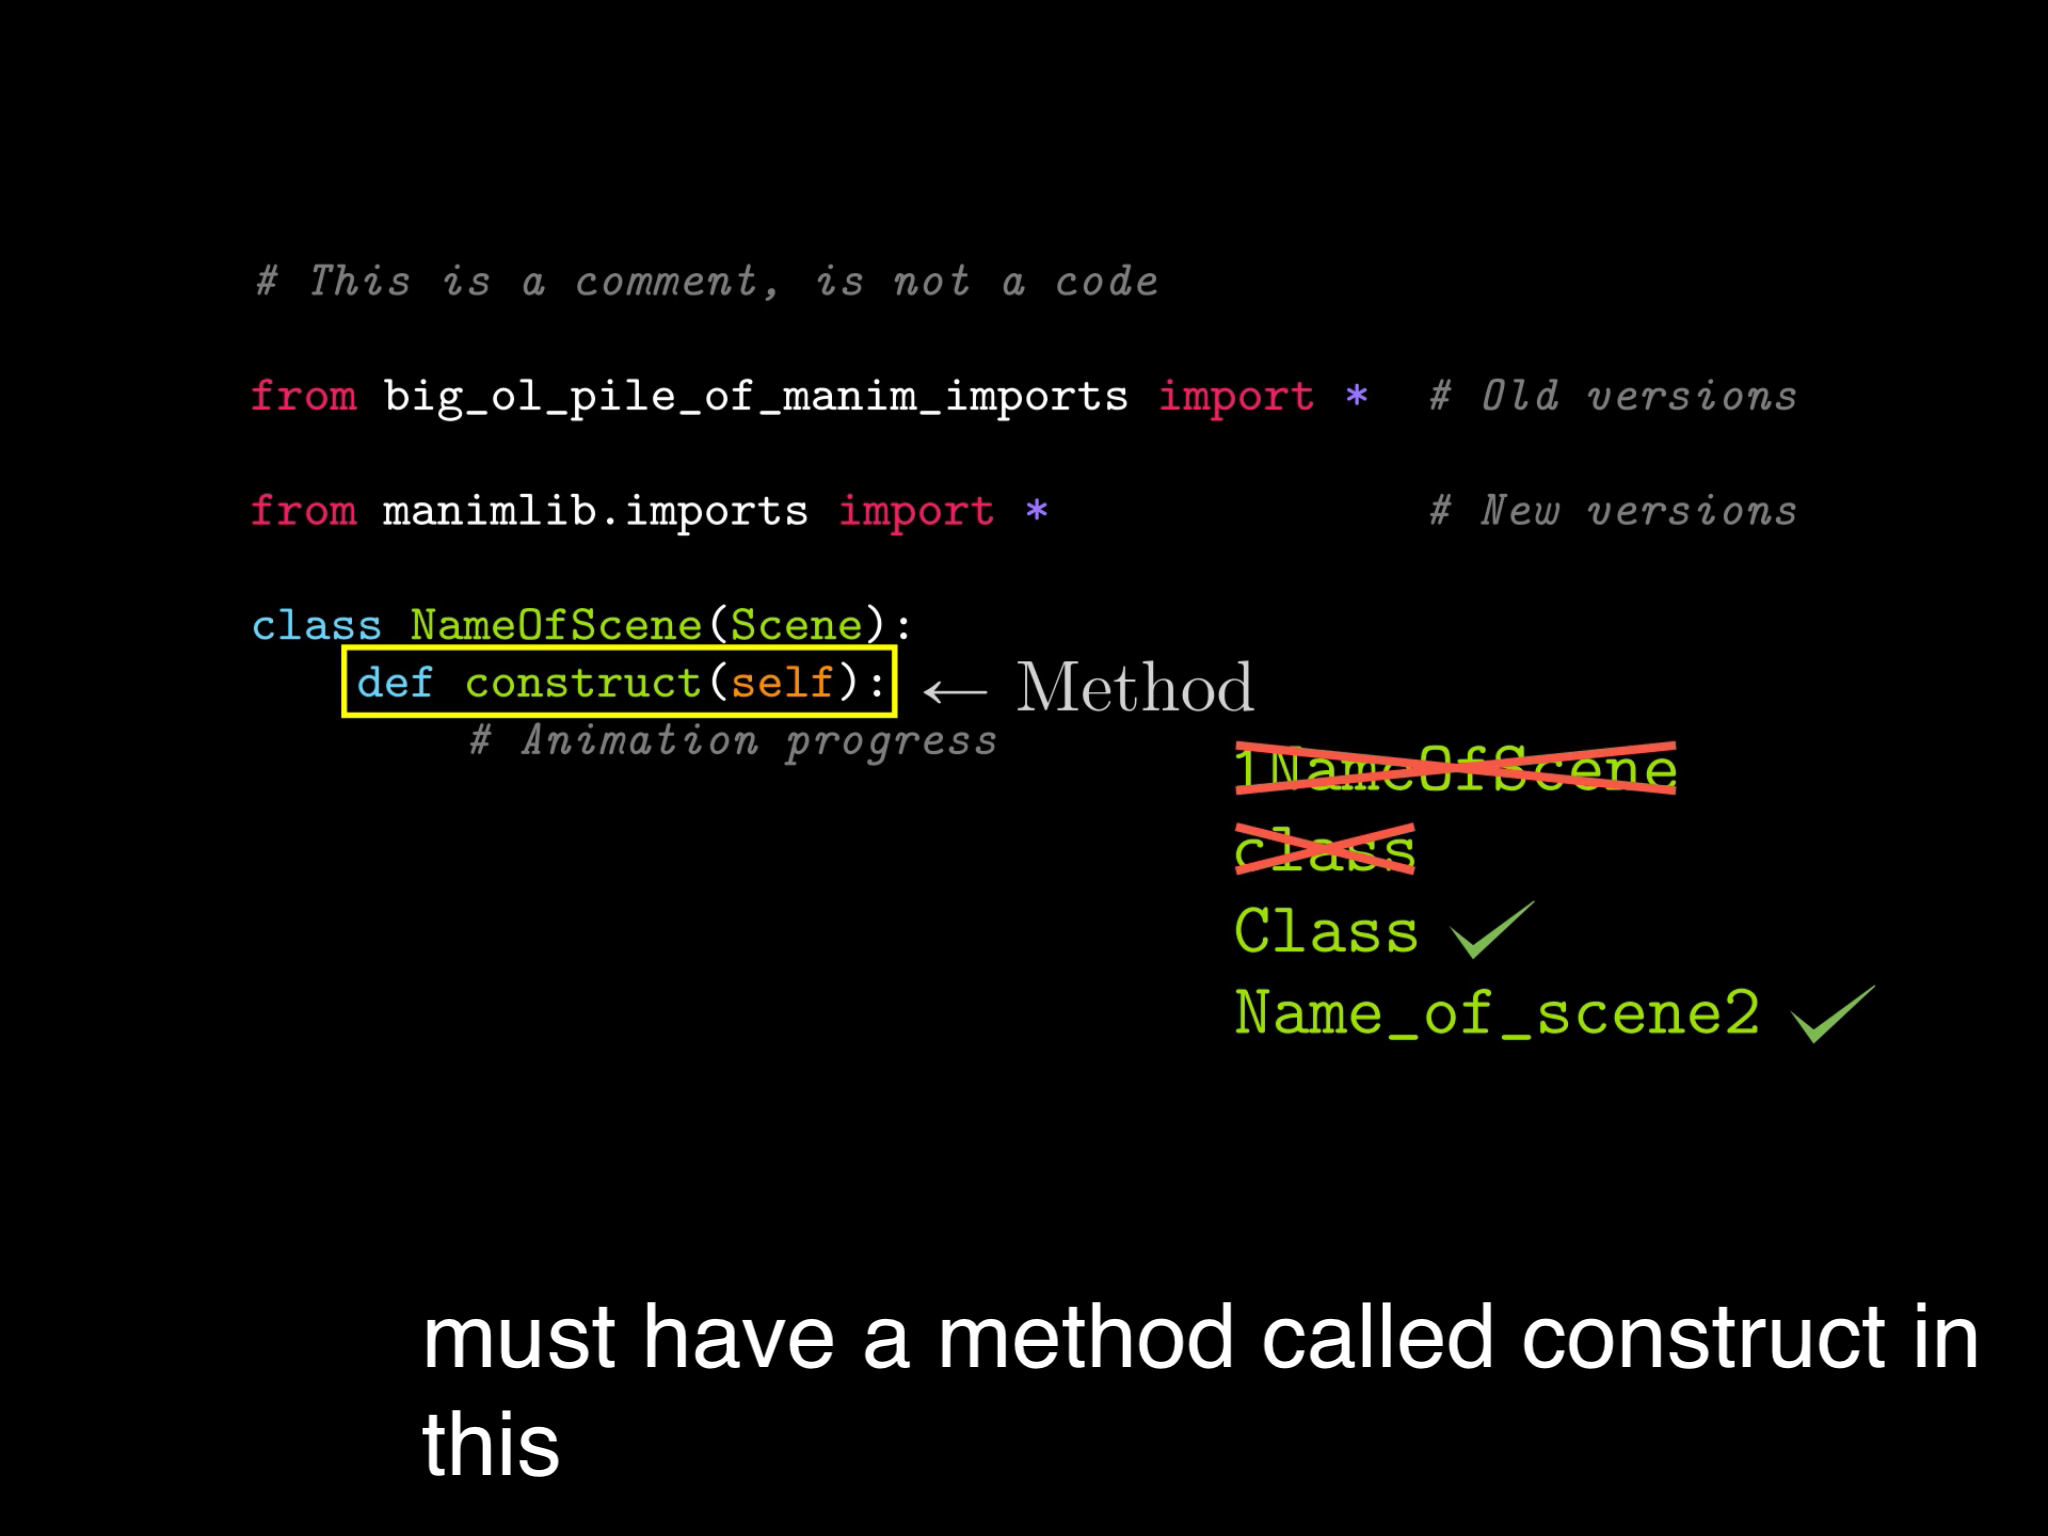 # This is a comment, is not a code
from big_ol_pile_of_manim_imports import * # Old versions
from manimlib.imports import * # New versions
class NameOfScene(Scene):
def construct(self): ← Method
# Animation progress
1NameOfScene
class
Class ✓
Name_of_scene2 ✓
must have a method called construct in
this